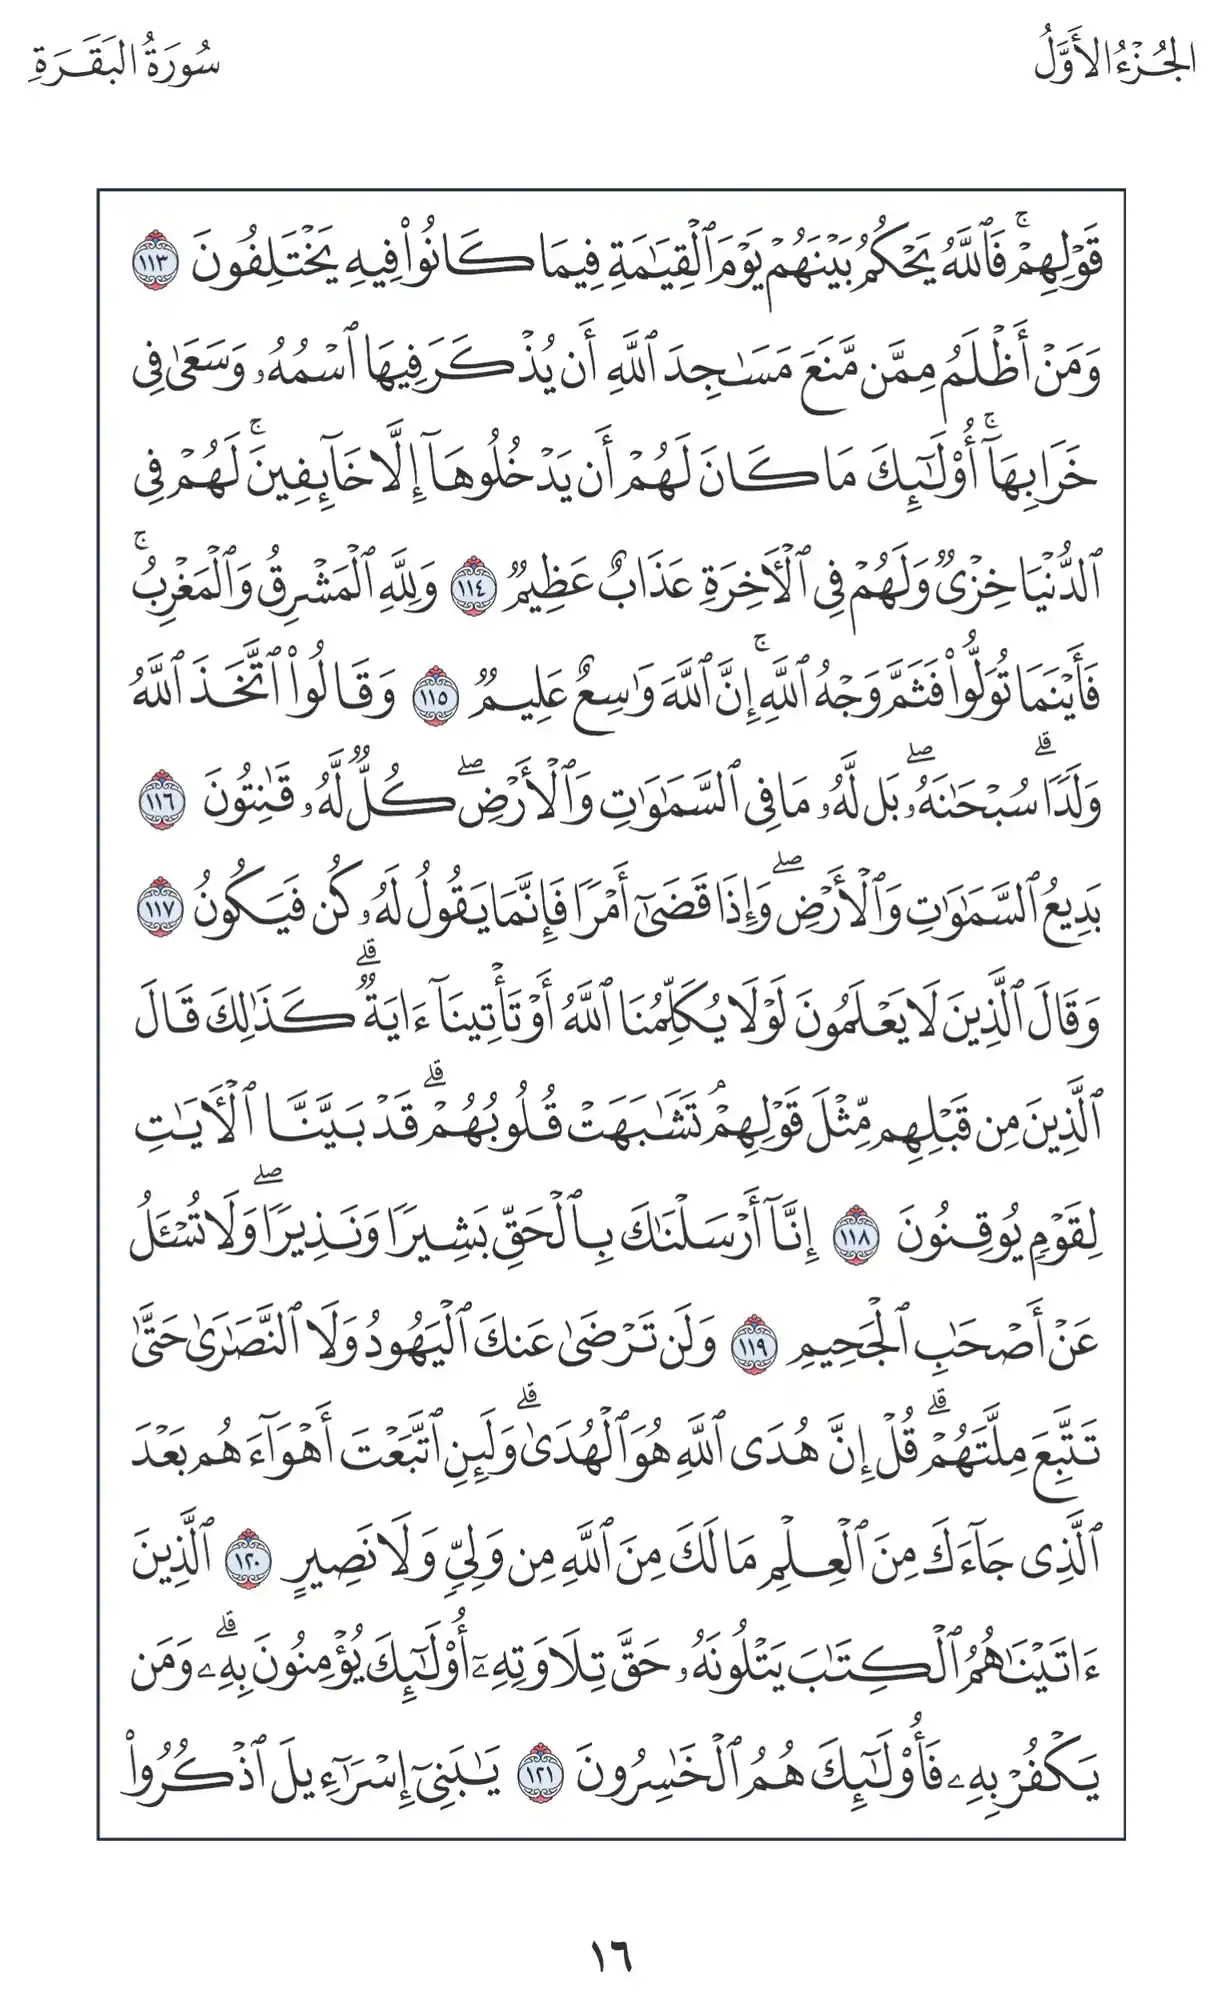 الجُزْءُ الأَوَّلُ
سُورَةُ البَقَرَةِ
قَوْلِهِمْۚ فَٱللَّهُ يَحْكُمُ بَيْنَهُمْ يَوْمَ ٱلْقِيَٰمَةِ فِيمَا كَانُوا۟ فِيهِ يَخْتَلِفُونَ ١١٣
وَمَنْ أَظْلَمُ مِمَّن مَّنَعَ مَسَٰجِدَ ٱللَّهِ أَن يُذْكَرَ فِيهَا ٱسْمُهُۥ وَسَعَىٰ فِى
خَرَابِهَآۚ أُو۟لَٰٓئِكَ مَا كَانَ لَهُمْ أَن يَدْخُلُوهَآ إِلَّا خَآئِفِينَۚ لَهُمْ فِى
ٱلدُّنْيَا خِزْىٌ وَلَهُمْ فِى ٱلْأَخِرَةِ عَذَابٌ عَظِيمٌ ١١٤ وَلِلَّهِ ٱلْمَشْرِقُ وَٱلْمَغْرِبُۚ
فَأَيْنَمَا تُوَلُّوا۟ فَثَمَّ وَجْهُ ٱللَّهِۚ إِنَّ ٱللَّهَ وَٰسِعٌ عَلِيمٌ ١١٥ وَقَالُوا۟ ٱتَّخَذَ ٱللَّهُ
وَلَدًاۗ سُبْحَٰنَهُۥۖ بَل لَّهُۥ مَا فِى ٱلسَّمَٰوَٰتِ وَٱلْأَرْضِۖ كُلٌّ لَّهُۥ قَٰنِتُونَ ١١٦
بَدِيعُ ٱلسَّمَٰوَٰتِ وَٱلْأَرْضِۖ وَإِذَا قَضَىٰٓ أَمْرًا فَإِنَّمَا يَقُولُ لَهُۥ كُن فَيَكُونُ ١١٧
وَقَالَ ٱلَّذِينَ لَا يَعْلَمُونَ لَوْلَا يُكَلِّمُنَا ٱللَّهُ أَوْ تَأْتِينَآ ءَايَةٌۗ كَذَٰلِكَ قَالَ
ٱلَّذِينَ مِن قَبْلِهِم مِّثْلَ قَوْلِهِمْۘ تَشَٰبَهَتْ قُلُوبُهُمْۗ قَدْ بَيَّنَّا ٱلْأَيَٰتِ
لِقَوْمٍ يُوقِنُونَ ١١٨ إِنَّآ أَرْسَلْنَٰكَ بِٱلْحَقِّ بَشِيرًا وَنَذِيرًاۖ وَلَا تُسْـَٔلُ
عَنْ أَصْحَٰبِ ٱلْجَحِيمِ ١١٩ وَلَن تَرْضَىٰ عَنكَ ٱلْيَهُودُ وَلَا ٱلنَّصَٰرَىٰ حَتَّىٰ
تَتَّبِعَ مِلَّتَهُمْۗ قُلْ إِنَّ هُدَى ٱللَّهِ هُوَ ٱلْهُدَىٰۗ وَلَئِنِ ٱتَّبَعْتَ أَهْوَآءَهُم بَعْدَ
ٱلَّذِى جَآءَكَ مِنَ ٱلْعِلْمِ مَا لَكَ مِنَ ٱللَّهِ مِن وَلِىٍّ وَلَا نَصِيرٍ ١٢٠ ٱلَّذِينَ
ءَاتَيْنَٰهُمُ ٱلْكِتَٰبَ يَتْلُونَهُۥ حَقَّ تِلَاوَتِهِۦٓ أُو۟لَٰٓئِكَ يُؤْمِنُونَ بِهِۦۗ وَمَن
يَكْفُرْ بِهِۦ فَأُو۟لَٰٓئِكَ هُمُ ٱلْخَٰسِرُونَ ١٢١ يَٰبَنِىٓ إِسْرَٰٓءِيلَ ٱذْكُرُوا۟
١٦